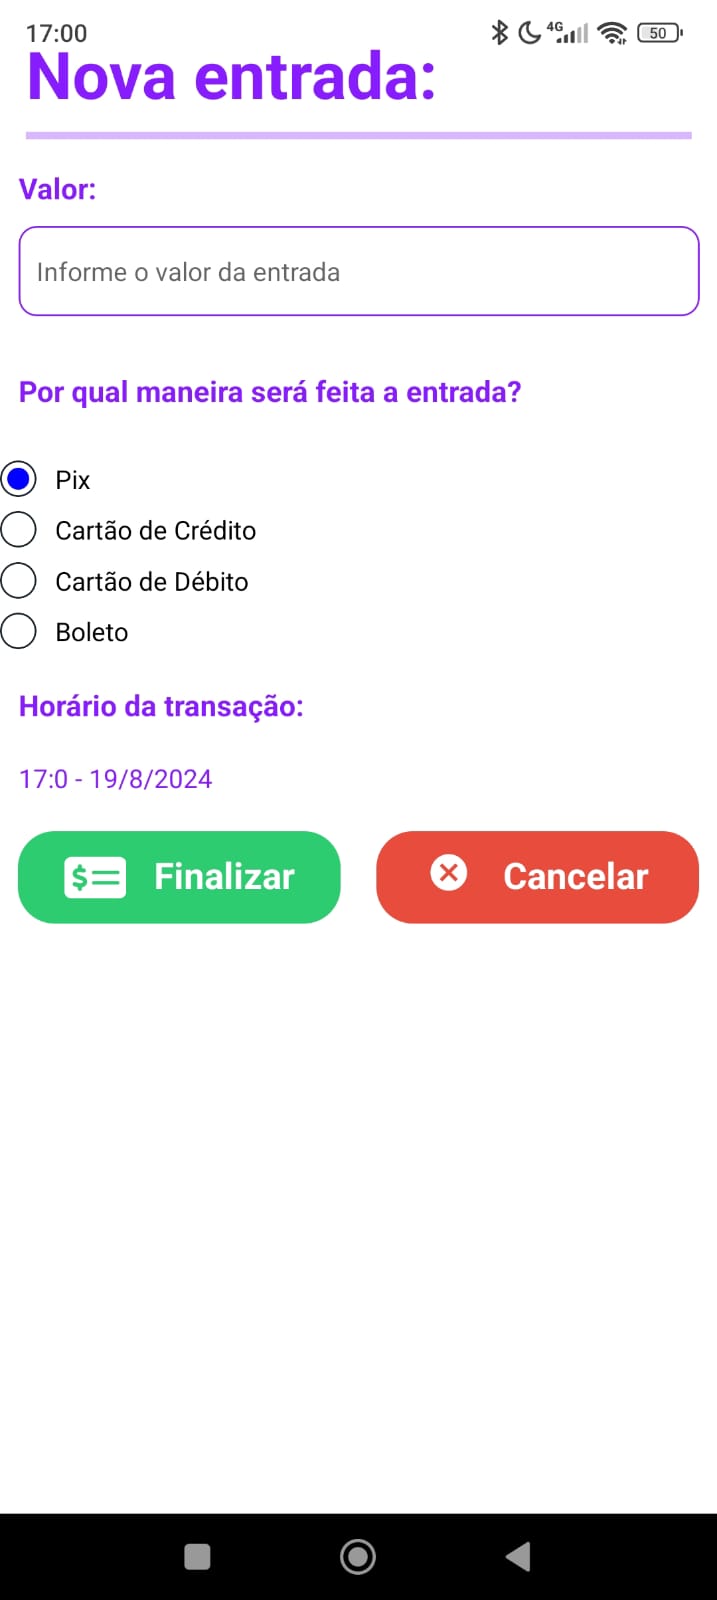 17:00
4G
50
Nova entrada:
Valor:
Informe o valor da entrada
Por qual maneira será feita a entrada?
Pix
Cartão de Crédito
Cartão de Débito
Boleto
Horário da transação:
17:0 - 19/8/2024
$ Finalizar
Cancelar